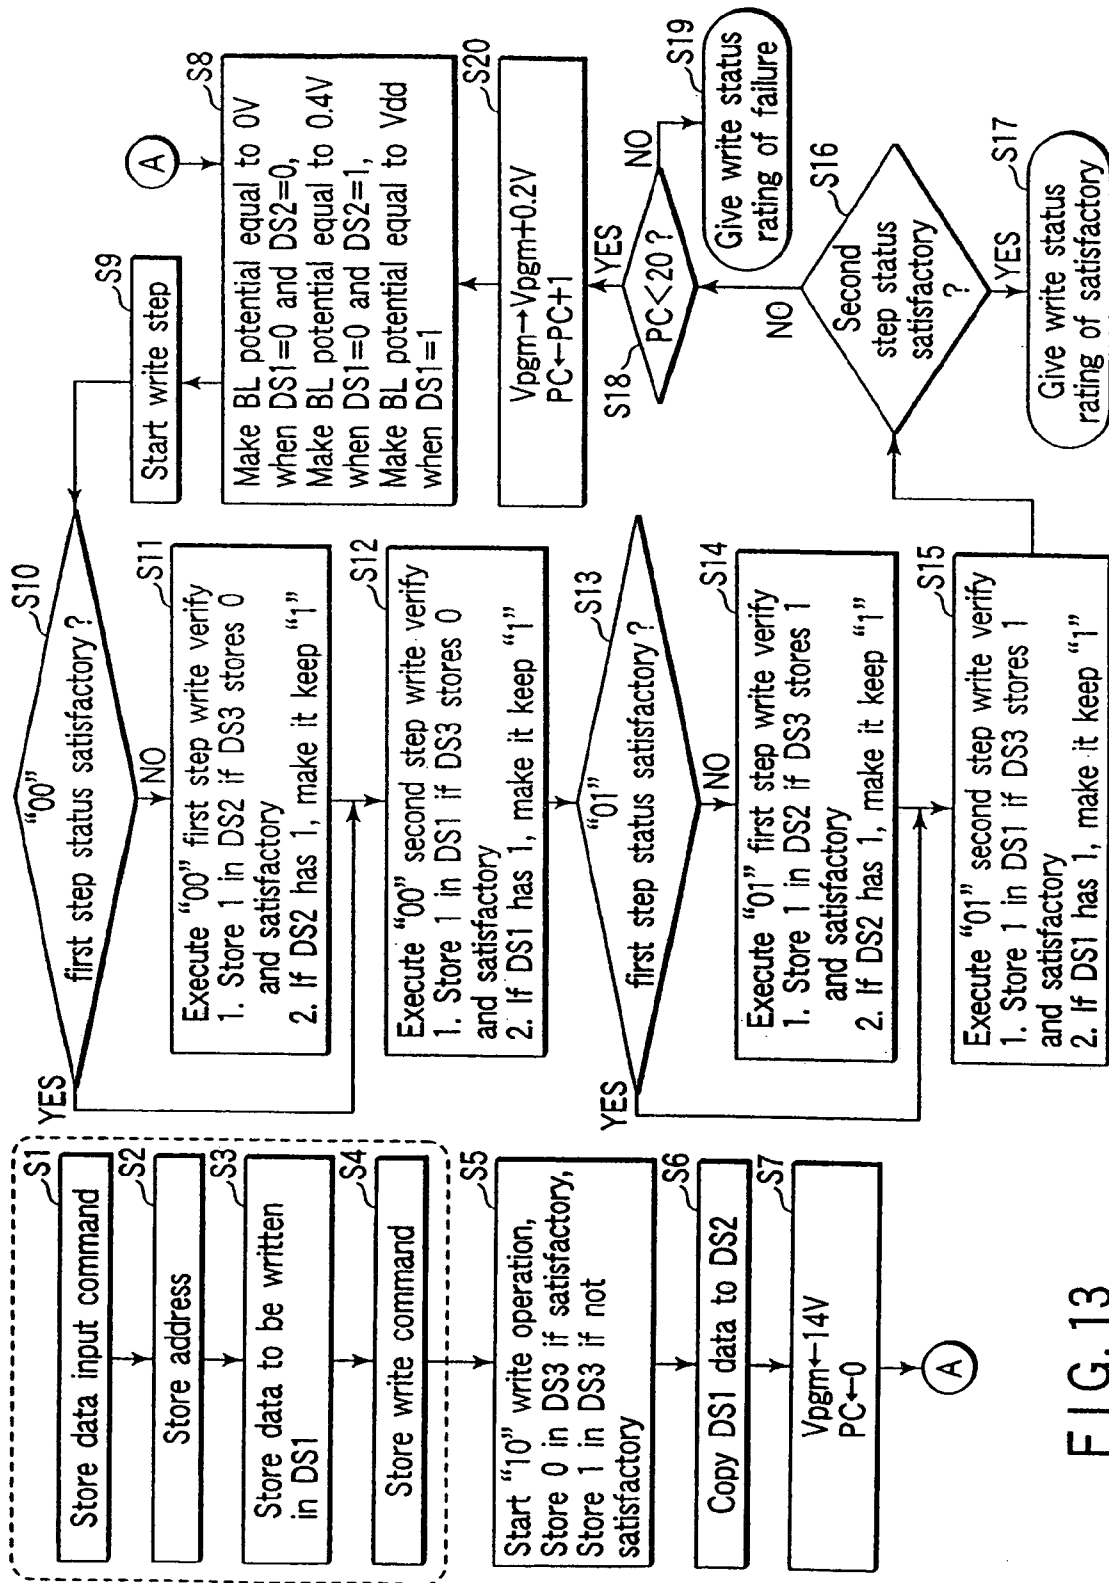 S1
Store data input command
S2
Store address
S3
Store data to be written
in DS1
S4
Store write command
S5
Start “10” write operation,
Store 0 in DS3 if satisfactory,
Store 1 in DS3 if not
satisfactory
S6
Copy DS1 data to DS2
S7
Vpgm←14V
PC←0
A
S10
“00”
first step status satisfactory ?
YES
NO
S11
Execute “00” first step write verify
1. Store 1 in DS2 if DS3 stores 0
and satisfactory
2. If DS2 has 1, make it keep “1”
S12
Execute “00” second step write verify
1. Store 1 in DS1 if DS3 stores 0
and satisfactory
2. If DS1 has 1, make it keep “1”
S13
“01”
first step status satisfactory ?
YES
NO
S14
Execute “01” first step write verify
1. Store 1 in DS2 if DS3 stores 1
and satisfactory
2. If DS2 has 1, make it keep “1”
S15
Execute “01” second step write verify
1. Store 1 in DS1 if DS3 stores 1
and satisfactory
2. If DS1 has 1, make it keep “1”
A
S9
Start write step
S8
Make BL potential equal to 0V
when DS1=0 and DS2=0,
Make BL potential equal to 0.4V
when DS1=0 and DS2=1,
Make BL potential equal to Vdd
when DS1=1
S20
Vpgm→Vpgm+0.2V
PC←PC+1
S18
PC<20 ?
YES
NO
S19
Give write status
rating of failure
S16
Second
step status
satisfactory
?
NO
YES
S17
Give write status
rating of satisfactory
FIG. 13